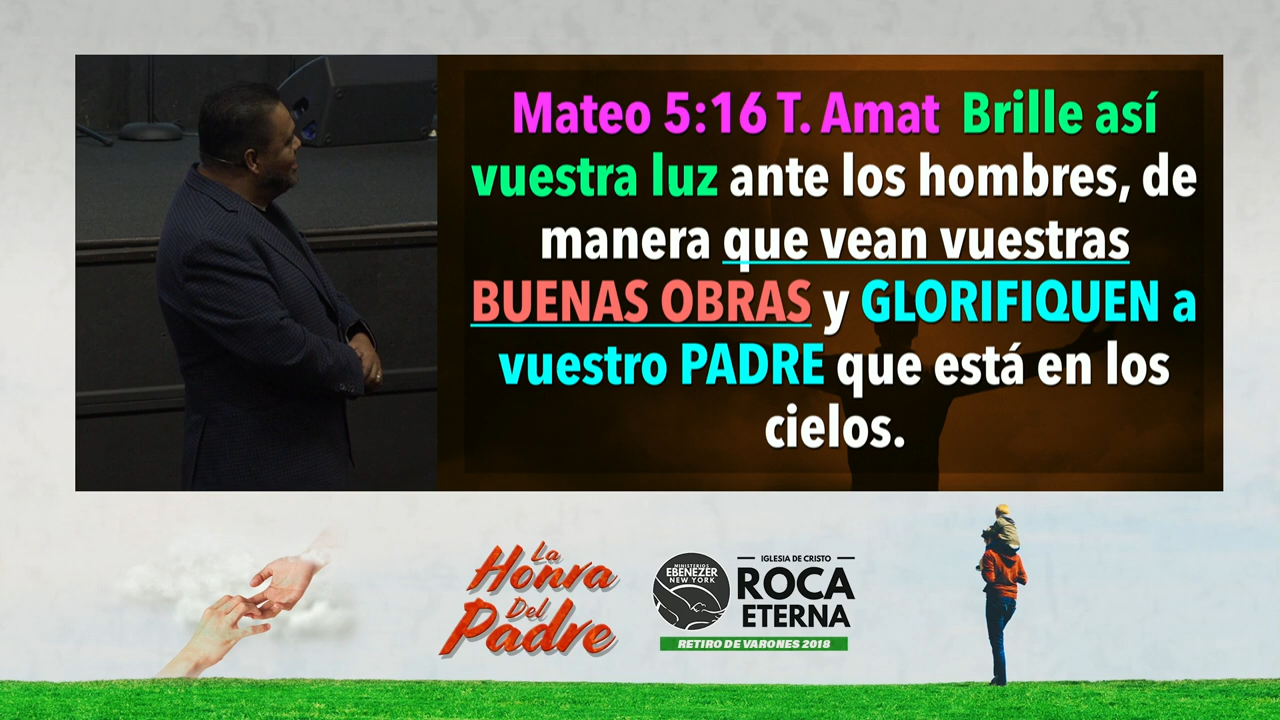 Mateo 5:16 T. Amat Brille así
vuestra luz ante los hombres, de
manera que vean vuestras
BUENAS OBRAS y GLORIFIQUEN a
vuestro PADRE que está en los
cielos.
La
Honra
Del
Padre
MINISTERIOS
EBENEZER
NEW YORK
IGLESIA DE CRISTO
ROCA
ETERNA
RETIRO DE VARONES 2018